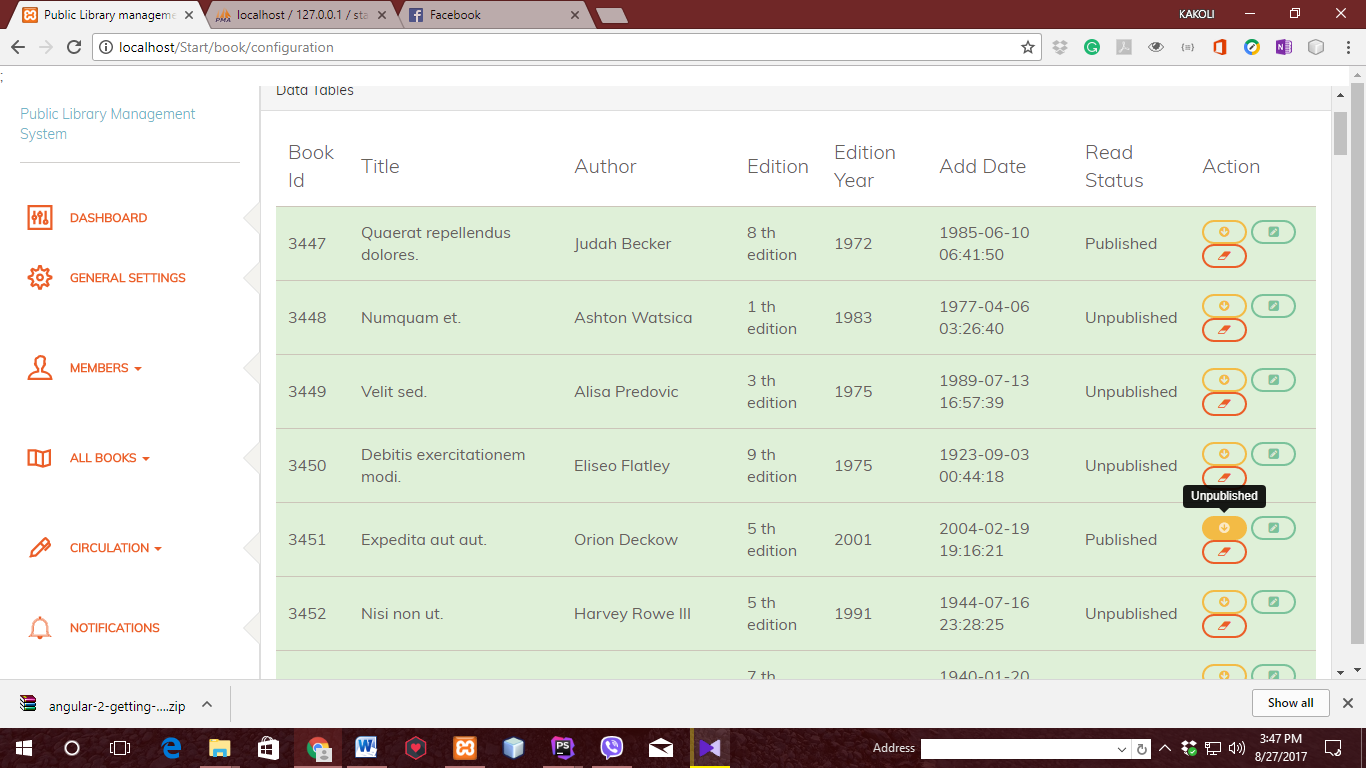 Public Library manageme
localhost / 127.0.0.1 / sta
Facebook
KAKOLI
localhost/Start/book/configuration
;
Public Library Management
System
DASHBOARD
GENERAL SETTINGS
MEMBERS
ALL BOOKS
CIRCULATION
NOTIFICATIONS
Data Tables
Book Id Title Author Edition Edition Year Add Date Read Status Action
3447 Quaerat repellendus dolores. Judah Becker 8 th edition 1972 1985-06-10 06:41:50 Published
3448 Numquam et. Ashton Watsica 1 th edition 1983 1977-04-06 03:26:40 Unpublished
3449 Velit sed. Alisa Predovic 3 th edition 1975 1989-07-13 16:57:39 Unpublished
3450 Debitis exercitationem modi. Eliseo Flatley 9 th edition 1975 1923-09-03 00:44:18 Unpublished
Unpublished
3451 Expedita aut aut. Orion Deckow 5 th edition 2001 2004-02-19 19:16:21 Published
3452 Nisi non ut. Harvey Rowe III 5 th edition 1991 1944-07-16 23:28:25 Unpublished
7 th 1940-01-20
angular-2-getting-....zip
Show all
Address
3:47 PM
8/27/2017